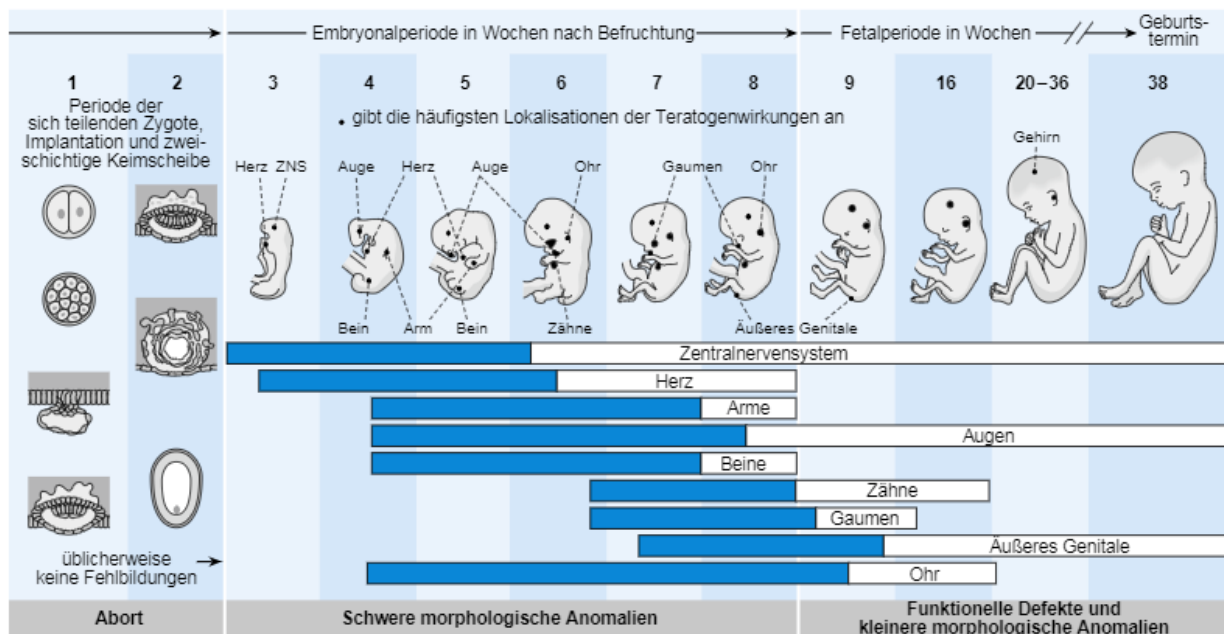 Embryonalperiode in Wochen nach Befruchtung
Fetalperiode in Wochen
Geburts-
termin
1
2
3
4
5
6
7
8
9
16
20–36
38
Periode der
sich teilenden Zygote,
Implantation und zwei-
schichtige Keimscheibe
• gibt die häufigsten Lokalisationen der Teratogenwirkungen an
Gehirn
Herz ZNS
Auge
Herz
Auge
Ohr
Gaumen
Ohr
Bein
Arm
Bein
Zähne
Äußeres Genitale
Zentralnervensystem
Herz
Arme
Augen
Beine
Zähne
Gaumen
Äußeres Genitale
Ohr
üblicherweise
keine Fehlbildungen
Abort
Schwere morphologische Anomalien
Funktionelle Defekte und
kleinere morphologische Anomalien